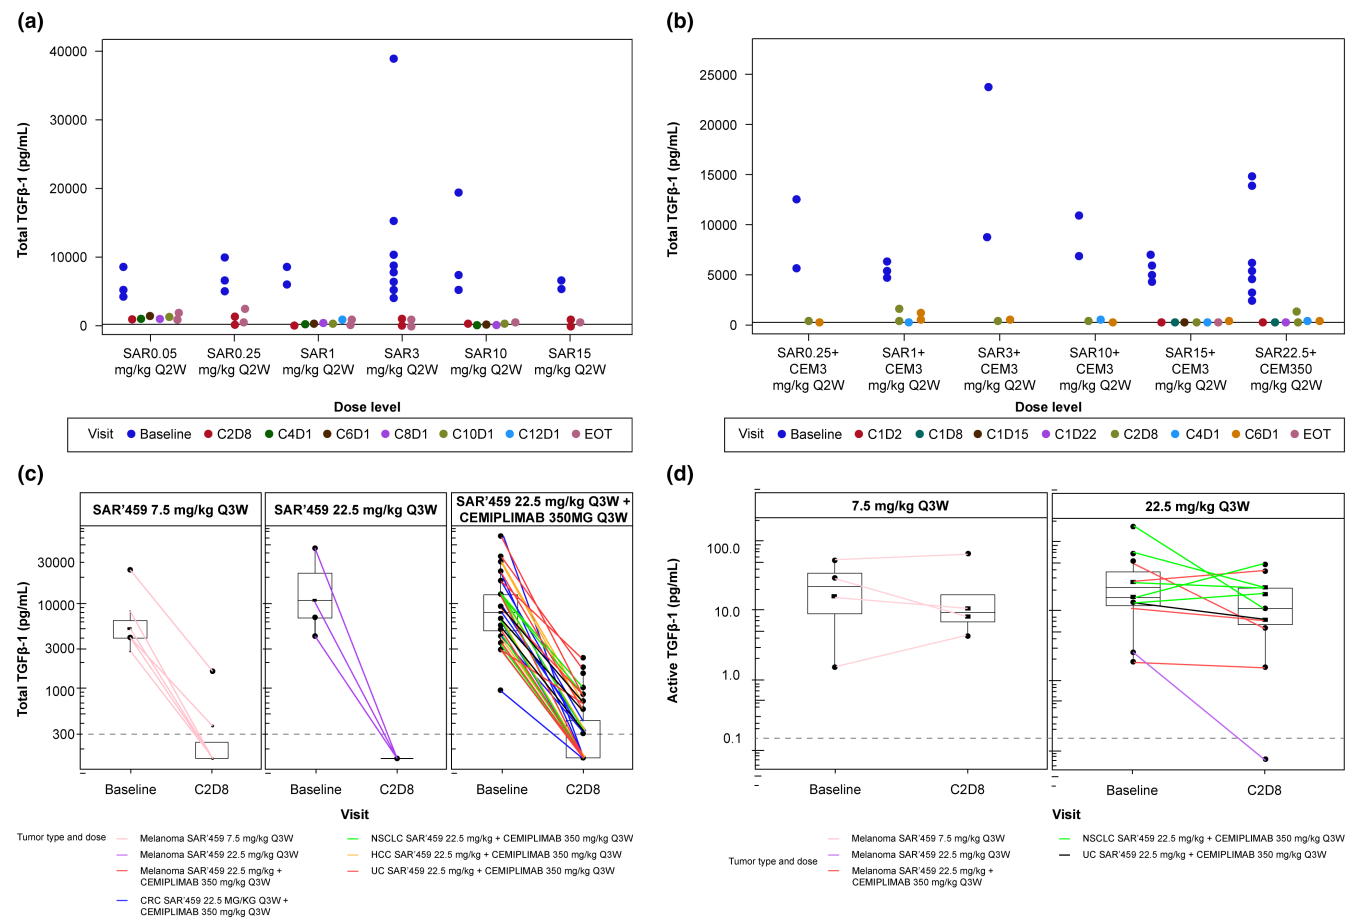 (a)
Total TGFβ-1 (pg/mL)
40000
30000
20000
10000
0
SAR0.05 mg/kg Q2W
SAR0.25 mg/kg Q2W
SAR1 mg/kg Q2W
SAR3 mg/kg Q2W
SAR10 mg/kg Q2W
SAR15 mg/kg Q2W
Dose level
Visit Baseline C2D8 C4D1 C6D1 C8D1 C10D1 C12D1 EOT
(b)
Total TGFβ-1 (pg/mL)
25000
20000
15000
10000
5000
0
SAR0.25+ CEM3 mg/kg Q2W
SAR1+ CEM3 mg/kg Q2W
SAR3+ CEM3 mg/kg Q2W
SAR10+ CEM3 mg/kg Q2W
SAR15+ CEM3 mg/kg Q2W
SAR22.5+ CEM350 mg/kg Q2W
Dose level
Visit Baseline C1D2 C1D8 C1D15 C1D22 C2D8 C4D1 C6D1 EOT
(c)
SAR'459 7.5 mg/kg Q3W
SAR'459 22.5 mg/kg Q3W
SAR'459 22.5 mg/kg Q3W +
CEMIPLIMAB 350MG Q3W
Total TGFβ-1 (pg/mL)
30000
10000
3000
1000
300
Baseline C2D8
Baseline C2D8
Baseline C2D8
Visit
Tumor type and dose
Melanoma SAR'459 7.5 mg/kg Q3W
Melanoma SAR'459 22.5 mg/kg Q3W
Melanoma SAR'459 22.5 mg/kg +
CEMIPLIMAB 350 mg/kg Q3W
CRC SAR'459 22.5 MG/KG Q3W +
CEMIPLIMAB 350 mg/kg Q3W
NSCLC SAR'459 22.5 mg/kg + CEMIPLIMAB 350 mg/kg Q3W
HCC SAR'459 22.5 mg/kg + CEMIPLIMAB 350 mg/kg Q3W
UC SAR'459 22.5 mg/kg + CEMIPLIMAB 350 mg/kg Q3W
(d)
7.5 mg/kg Q3W
22.5 mg/kg Q3W
Active TGFβ-1 (pg/mL)
100.0
10.0
1.0
0.1
Baseline C2D8
Baseline C2D8
Visit
Tumor type and dose
Melanoma SAR'459 7.5 mg/kg Q3W
Melanoma SAR'459 22.5 mg/kg Q3W
Melanoma SAR'459 22.5 mg/kg +
CEMIPLIMAB 350 mg/kg Q3W
NSCLC SAR'459 22.5 mg/kg + CEMIPLIMAB 350 mg/kg Q3W
UC SAR'459 22.5 mg/kg + CEMIPLIMAB 350 mg/kg Q3W